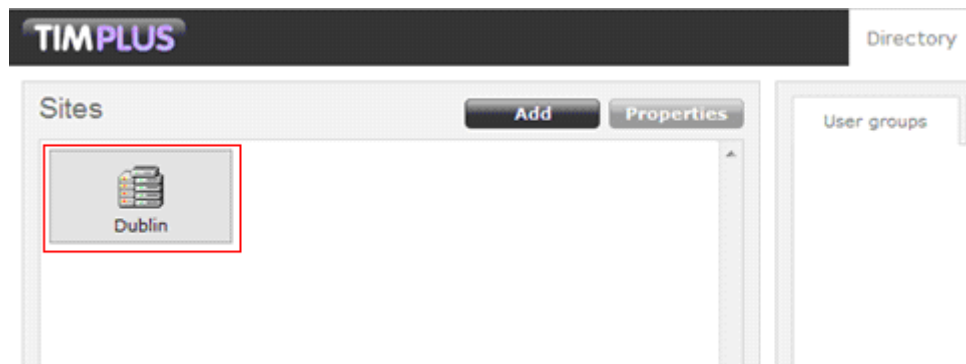 TIMPLUS
Directory
Sites
Add
Properties
User groups
Dublin